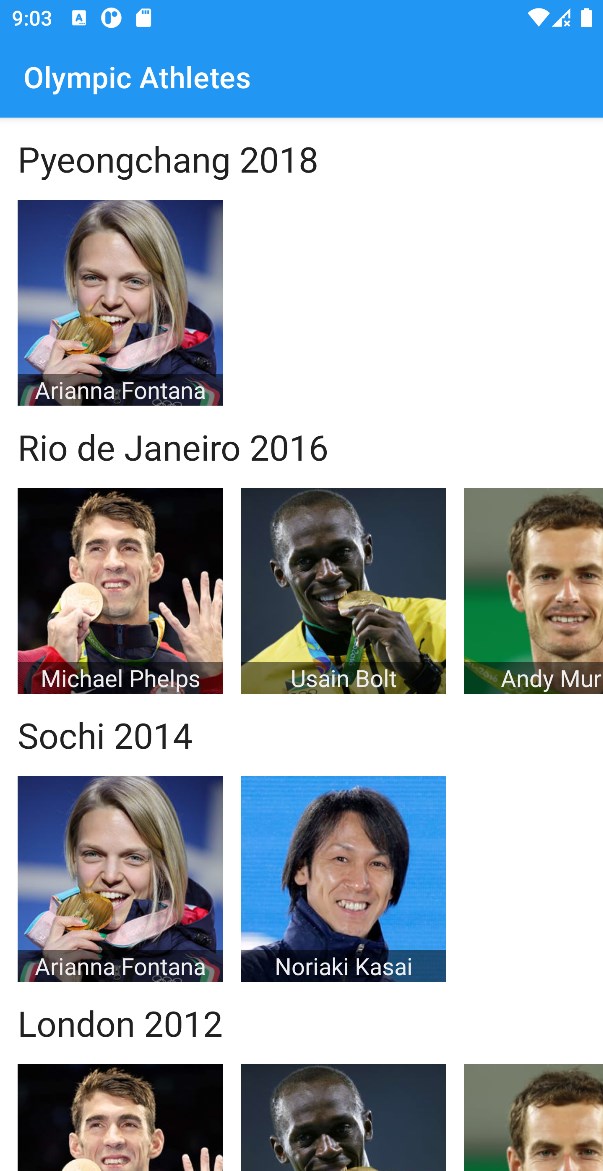 9:03
Olympic Athletes
Pyeongchang 2018
Arianna Fontana
Rio de Janeiro 2016
Michael Phelps
Usain Bolt
Andy Mur
Sochi 2014
Arianna Fontana
Noriaki Kasai
London 2012